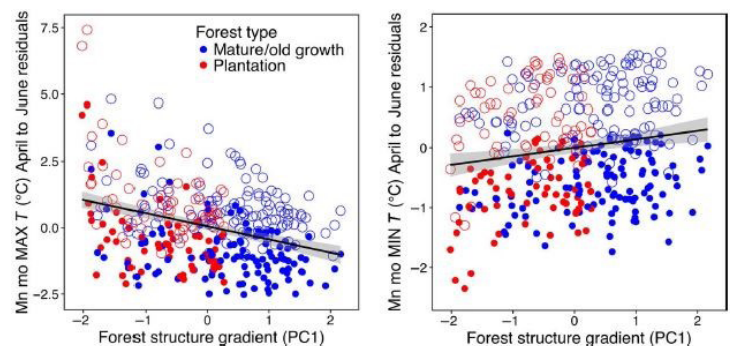 Mn mo MAX T (°C) April to June residuals
7.5
5.0
2.5
0.0
−2.5
Forest type
Mature/old growth
Plantation
−2
−1
0
1
2
Forest structure gradient (PC1)
Mn mo MIN T (°C) April to June residuals
2
1
0
−1
−2
−2
−1
0
1
2
Forest structure gradient (PC1)